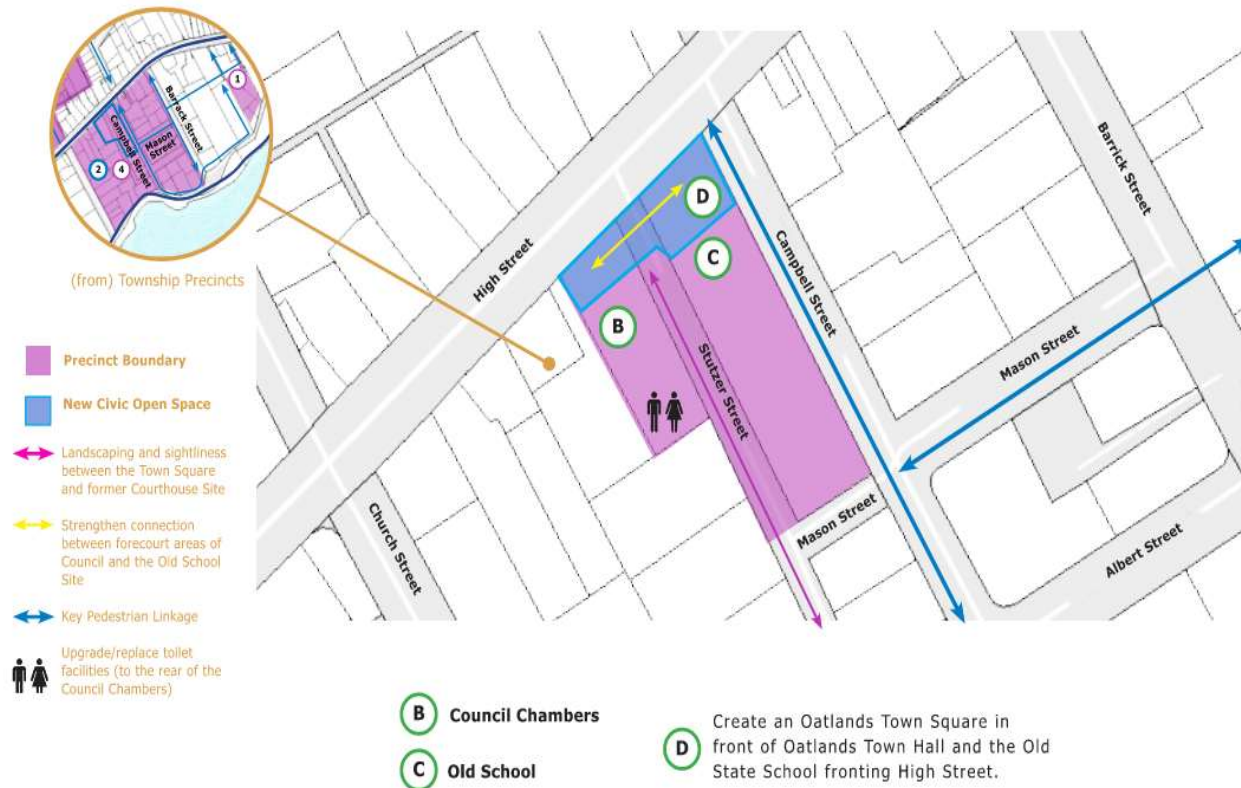 1
Barrack Street
Mason
Street
Campbell Street
2
4
(from) Township Precincts
Precinct Boundary
New Civic Open Space
Landscaping and sightliness
between the Town Square
and former Courthouse Site
Strengthen connection
between forecourt areas of
Council and the Old School
Site
Key Pedestrian Linkage
Upgrade/replace toilet
facilities (to the rear of the
Council Chambers)
High Street
Church Street
D
C
B
Stutzer Street
Campbell Street
Barrick Street
Mason Street
Mason Street
Albert Street
B Council Chambers
C Old School
D
Create an Oatlands Town Square in
front of Oatlands Town Hall and the Old
State School fronting High Street.